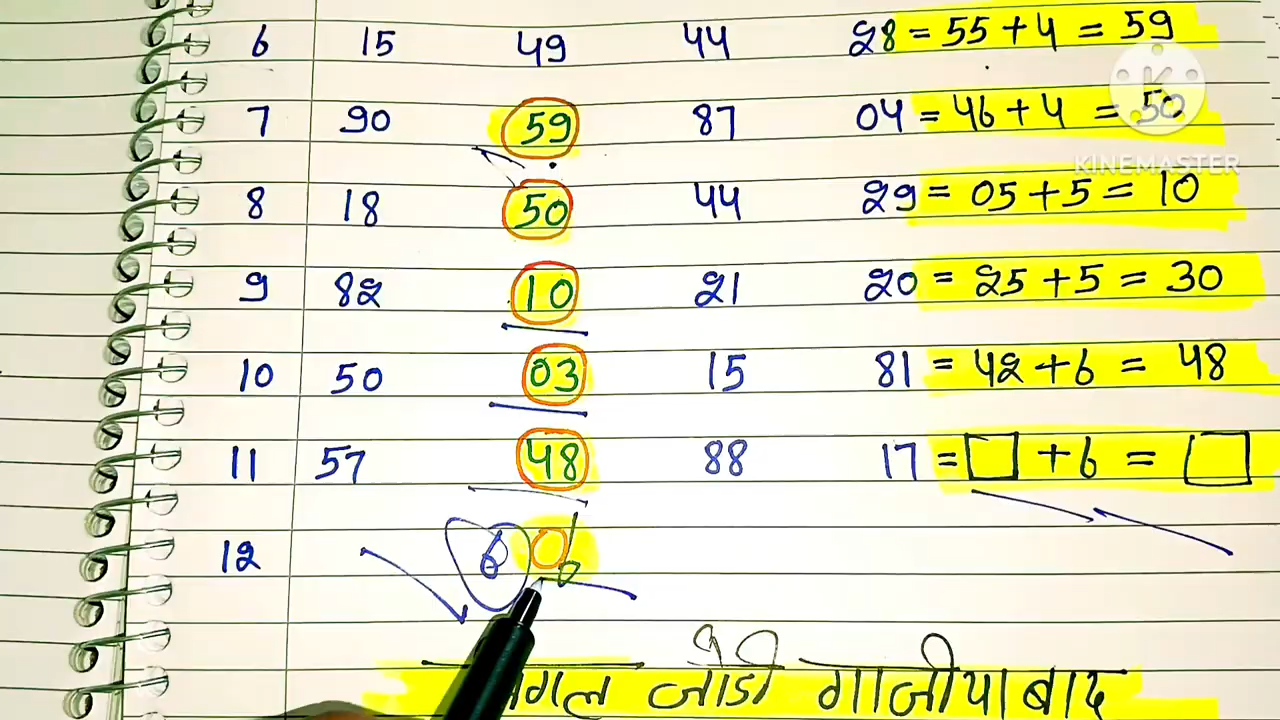 6 15 49 44 28 = 55 + 4 = 59
7 90 59 87 04 = 46 + 4 = 50
KINEMASTER
8 18 50 44 29 = 05 + 5 = 10
9 82 10 21 20 = 25 + 5 = 30
10 50 03 15 81 = 42 + 6 = 48
11 57 48 88 17 = □ + 6 = □
12 6
जोडी गाजीयाबाद